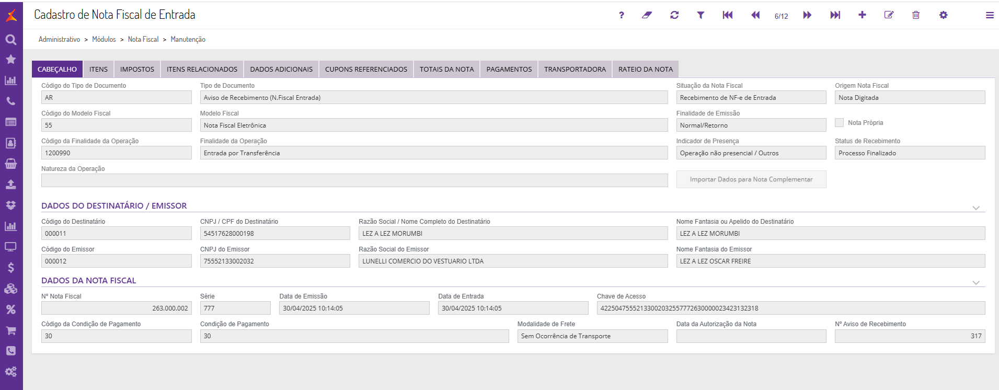 Cadastro de Nota Fiscal de Entrada
? 6/12
Administrativo > Módulos > Nota Fiscal > Manutenção
CABEÇALHO ITENS IMPOSTOS ITENS RELACIONADOS DADOS ADICIONAIS CUPONS REFERENCIADOS TOTAIS DA NOTA PAGAMENTOS TRANSPORTADORA RATEIO DA NOTA
Código do Tipo de Documento Tipo de Documento Situação da Nota Fiscal Origem Nota Fiscal
AR Aviso de Recebimento (N.Fiscal Entrada) Recebimento de NF-e de Entrada Nota Digitada
Código do Modelo Fiscal Modelo Fiscal Finalidade de Emissão
55 Nota Fiscal Eletrônica Normal/Retorno Nota Própria
Código da Finalidade da Operação Finalidade da Operação Indicador de Presença Status de Recebimento
1200990 Entrada por Transferência Operação não presencial / Outros Processo Finalizado
Natureza da Operação
Importar Dados para Nota Complementar
DADOS DO DESTINATÁRIO / EMISSOR
Código do Destinatário CNPJ / CPF do Destinatário Razão Social / Nome Completo do Destinatário Nome Fantasia ou Apelido do Destinatário
000011 54517628000198 LEZ A LEZ MORUMBI LEZ A LEZ MORUMBI
Código do Emissor CNPJ do Emissor Razão Social do Emissor Nome Fantasia do Emissor
000012 75552133002032 LUNELLI COMERCIO DO VESTUARIO LTDA LEZ A LEZ OSCAR FREIRE
DADOS DA NOTA FISCAL
Nº Nota Fiscal Série Data de Emissão Data de Entrada Chave de Acesso
263.000.002 777 30/04/2025 10:14:05 30/04/2025 10:14:05 42250475552133002032557772630000023423132318
Código da Condição de Pagamento Condição de Pagamento Modalidade de Frete Data da Autorização da Nota Nº Aviso de Recebimento
30 30 Sem Ocorrência de Transporte 317